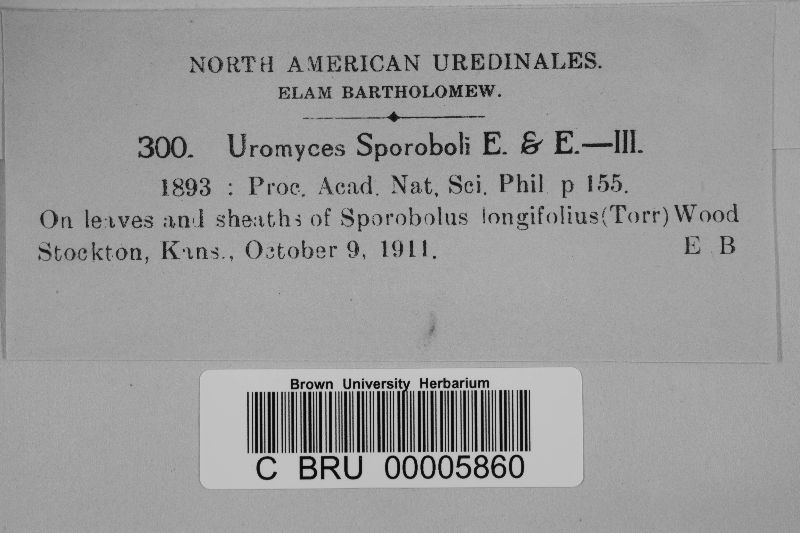 NORTH AMERICAN UREDINALES.
ELAM BARTHOLOMEW.
300. Uromyces Sporoboli E. & E.—III.
1893 : Proc. Acad. Nat. Sci. Phil p 155.
On leaves and sheaths of Sporobolus longifolius (Torr) Wood
Stockton, Kans., October 9, 1911. E B
Brown University Herbarium
C BRU 00005860